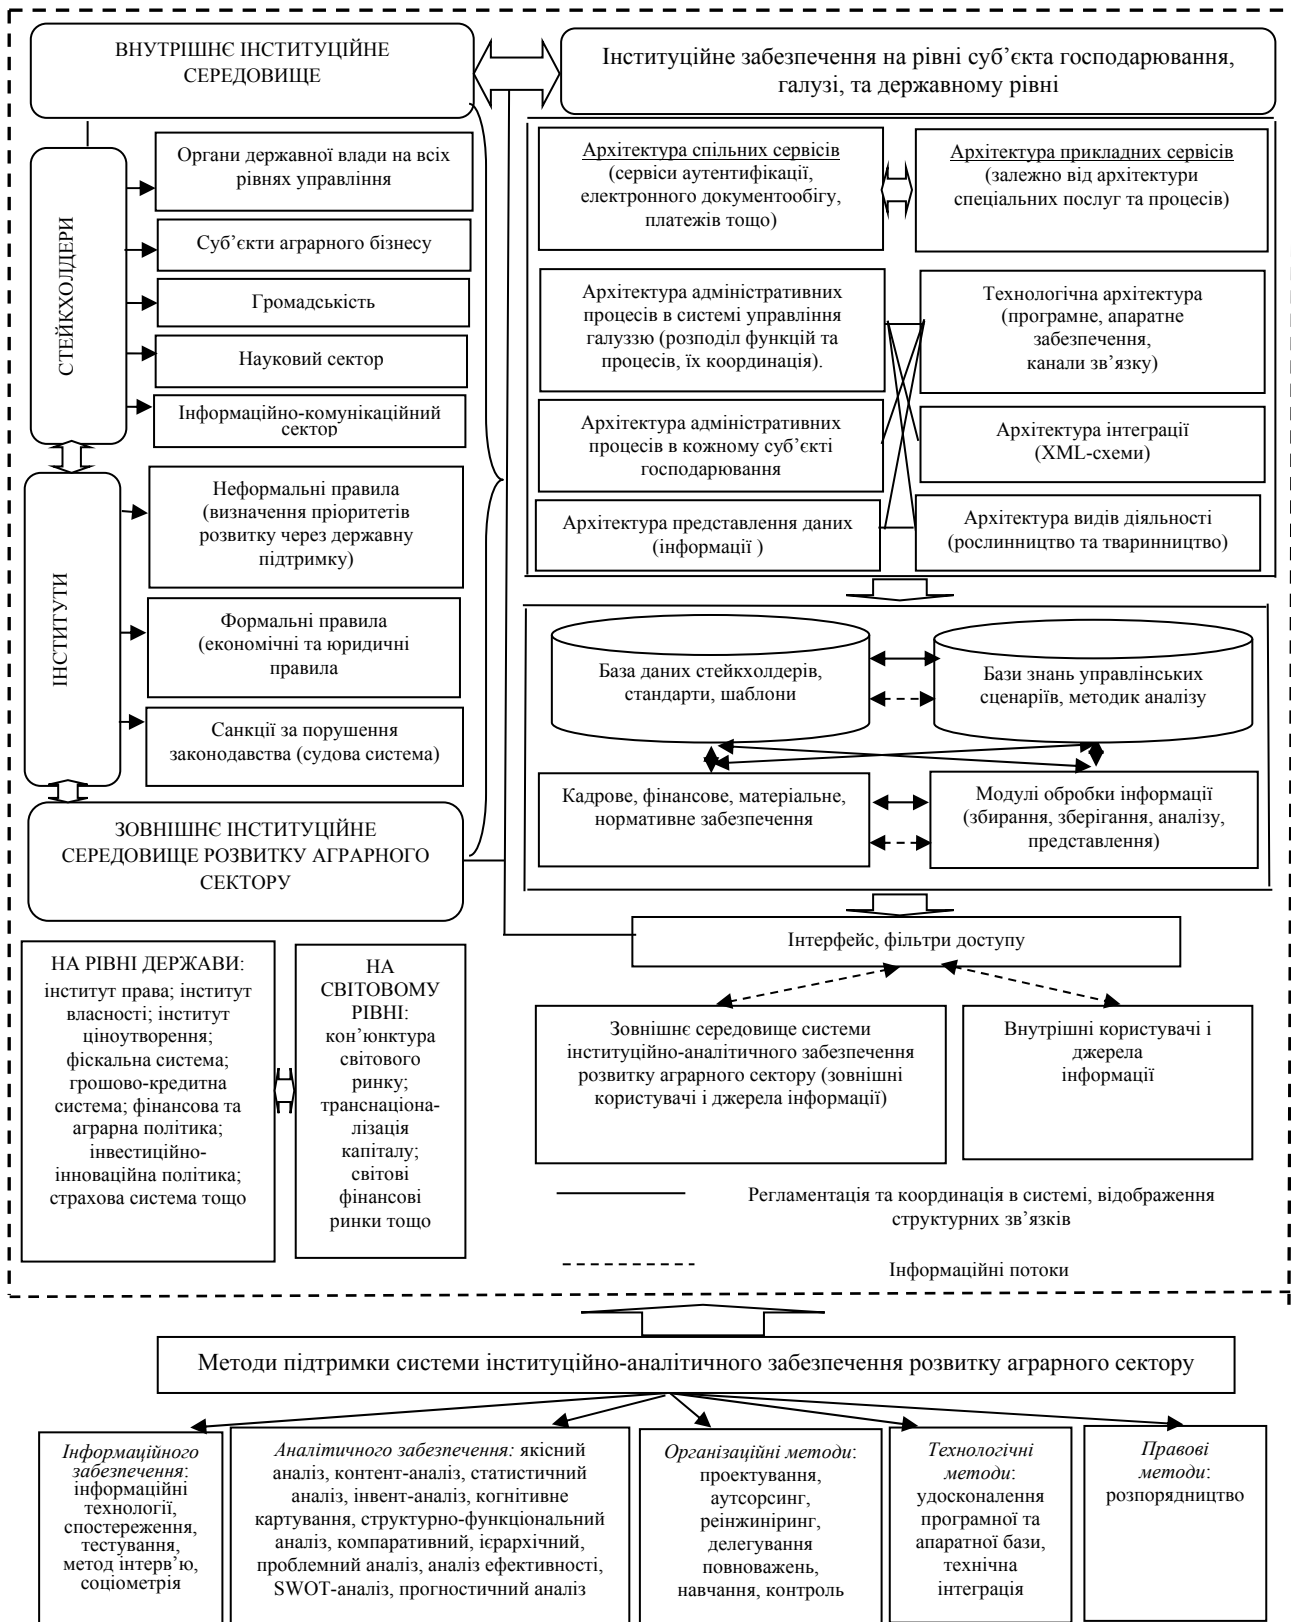 ВНУТРІШНЄ ІНСТИТУЦІЙНЕ
СЕРЕДОВИЩЕ
Інституційне забезпечення на рівні суб’єкта господарювання,
галузі, та державному рівні
СТЕЙКХОЛДЕРИ
Органи державної влади на всіх
рівнях управління
Суб’єкти аграрного бізнесу
Громадськість
Науковий сектор
Інформаційно-комунікаційний
сектор
ІНСТИТУТИ
Неформальні правила
(визначення пріоритетів
розвитку через державну
підтримку)
Формальні правила
(економічні та юридичні
правила
Санкції за порушення
законодавства (судова система)
ЗОВНІШНЄ ІНСТИТУЦІЙНЕ
СЕРЕДОВИЩЕ РОЗВИТКУ АГРАРНОГО
СЕКТОРУ
НА РІВНІ ДЕРЖАВИ:
інститут права; інститут
власності; інститут
ціноутворення;
фіскальна система;
грошово-кредитна
система; фінансова та
аграрна політика;
інвестиційно-
інноваційна політика;
страхова система тощо
НА
СВІТОВОМУ
РІВНІ:
кон’юнктура
світового
ринку;
транснаціона-
лізація
капіталу;
світові
фінансові
ринки тощо
Архітектура спільних сервісів
(сервіси аутентифікації,
електронного документообігу,
платежів тощо)
Архітектура прикладних сервісів
(залежно від архітектури
спеціальних послуг та процесів)
Архітектура адміністративних
процесів в системі управління
галуззю (розподіл функцій та
процесів, їх координація).
Технологічна архітектура
(програмне, апаратне
забезпечення,
канали зв’язку)
Архітектура адміністративних
процесів в кожному суб’єкті
господарювання
Архітектура інтеграції
(XML-схеми)
Архітектура представлення даних
(інформації )
Архітектура видів діяльності
(рослинництво та тваринництво)
База даних стейкхолдерів,
стандарти, шаблони
Бази знань управлінських
сценаріїв, методик аналізу
Кадрове, фінансове, матеріальне,
нормативне забезпечення
Модулі обробки інформації
(збирання, зберігання, аналізу,
представлення)
Інтерфейс, фільтри доступу
Зовнішнє середовище системи
інституційно-аналітичного забезпечення
розвитку аграрного сектору (зовнішні
користувачі і джерела інформації)
Внутрішні користувачі і
джерела
інформації
Регламентація та координація в системі, відображення
структурних зв’язків
Інформаційні потоки
Методи підтримки системи інституційно-аналітичного забезпечення розвитку аграрного сектору
Інформаційного
забезпечення:
інформаційні
технології,
спостереження,
тестування,
метод інтерв’ю,
соціометрія
Аналітичного забезпечення: якісний
аналіз, контент-аналіз, статистичний
аналіз, інвент-аналіз, когнітивне
картування, структурно-функціональний
аналіз, компаративний, ієрархічний,
проблемний аналіз, аналіз ефективності,
SWOT-аналіз, прогностичний аналіз
Організаційні методи:
проектування,
аутсорсинг,
реінжиніринг,
делегування
повноважень,
навчання, контроль
Технологічні
методи:
удосконалення
програмної та
апаратної бази,
технічна
інтеграція
Правові
методи:
розпорядництво